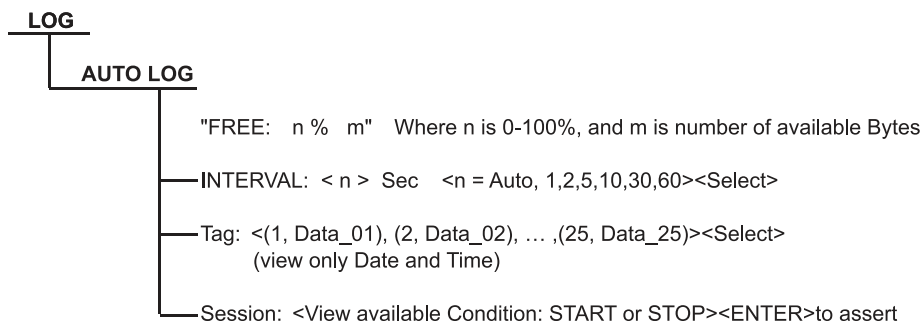 LOG
AUTO LOG
"FREE: n % m" Where n is 0-100%, and m is number of available Bytes
INTERVAL: < n > Sec <n = Auto, 1,2,5,10,30,60><Select>
Tag: <(1, Data_01), (2, Data_02), ... ,(25, Data_25)><Select>
(view only Date and Time)
Session: <View available Condition: START or STOP><ENTER>to assert